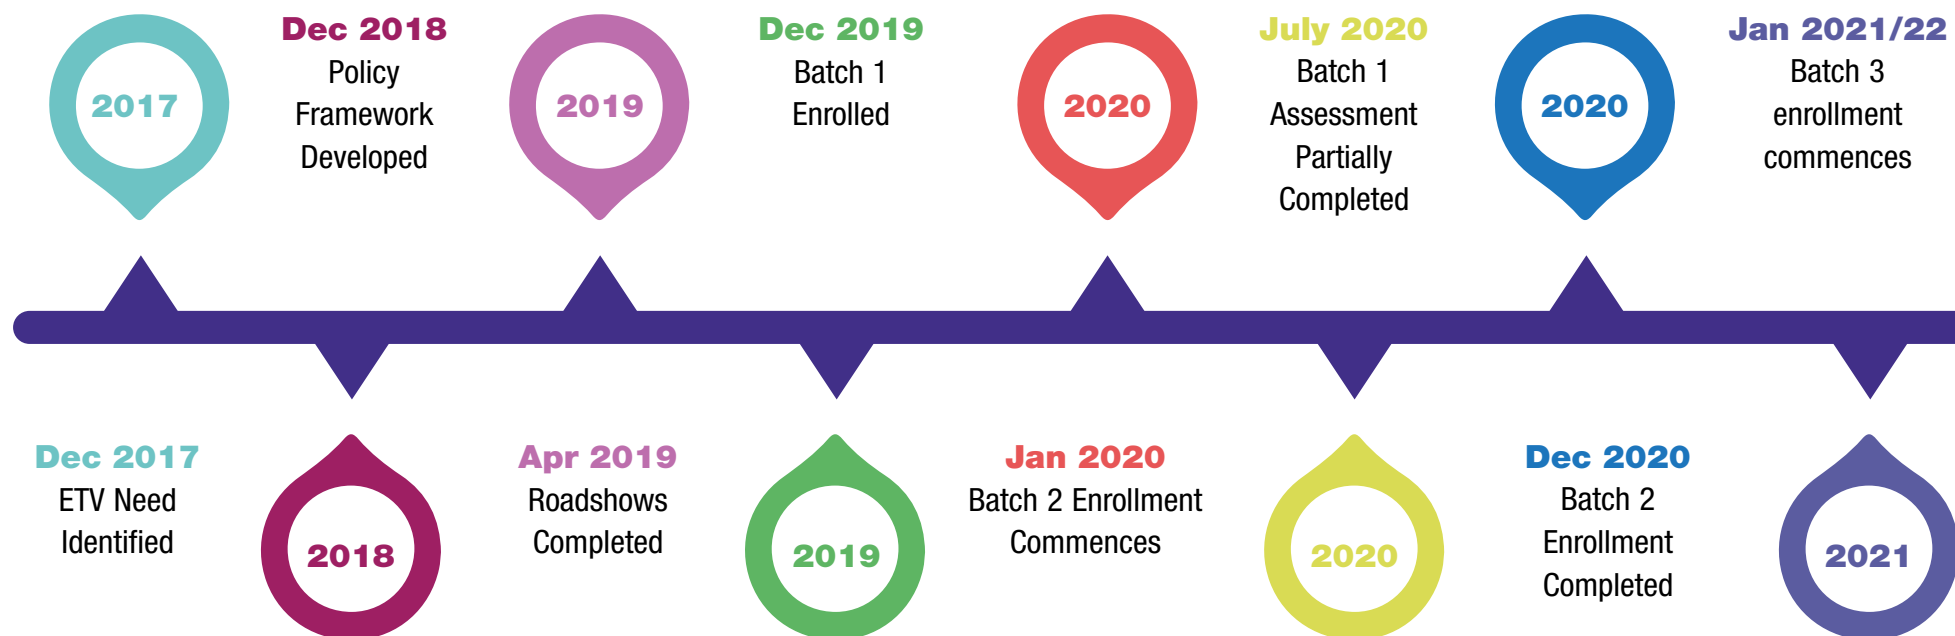 2017
Dec 2018
Policy
Framework
Developed
2019
Dec 2019
Batch 1
Enrolled
2020
July 2020
Batch 1
Assessment
Partially
Completed
2020
Jan 2021/22
Batch 3
enrollment
commences
Dec 2017
ETV Need
Identified
2018
Apr 2019
Roadshows
Completed
2019
Jan 2020
Batch 2 Enrollment
Commences
2020
Dec 2020
Batch 2
Enrollment
Completed
2021